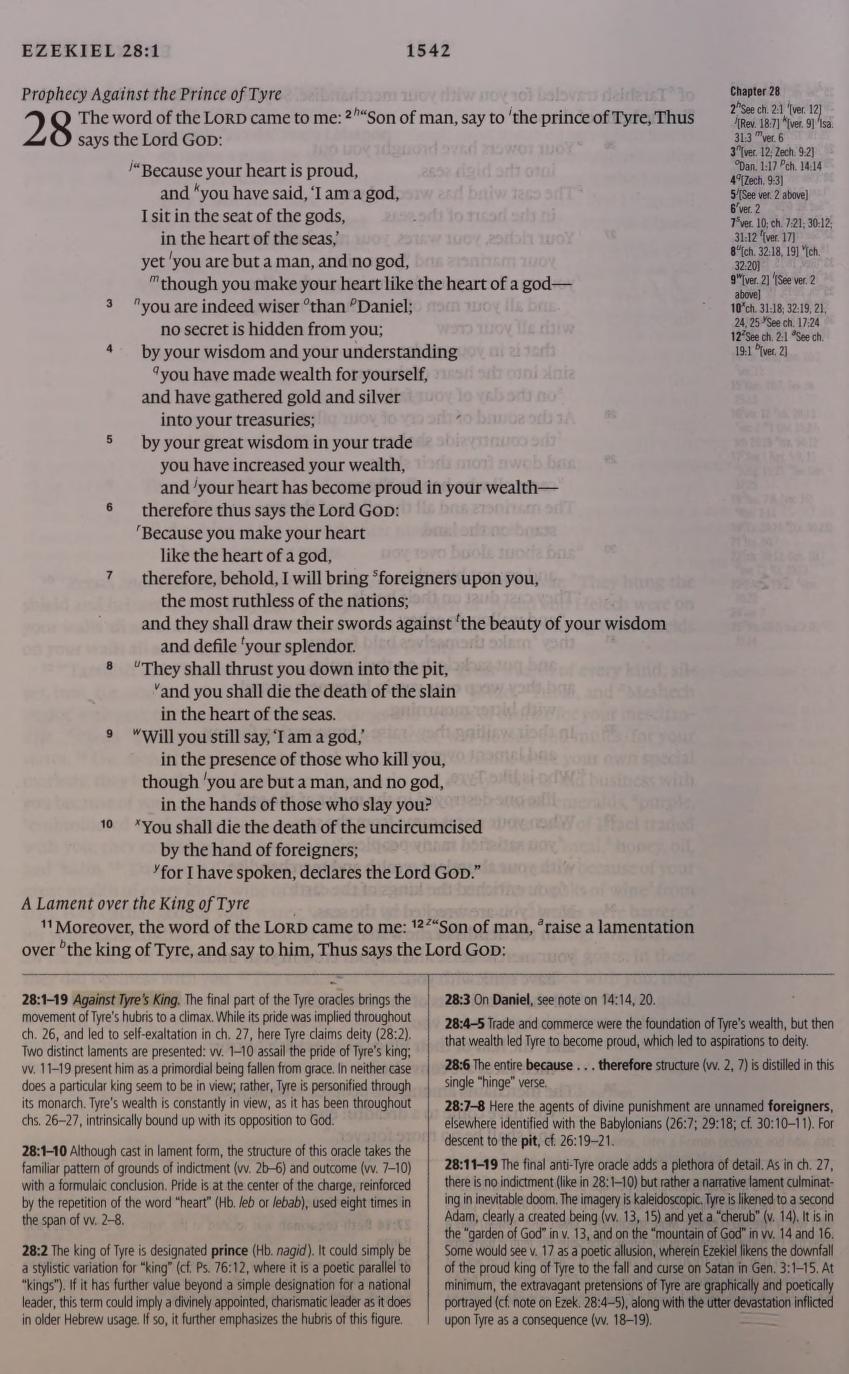 EZEKIEL 28:1
1542
Prophecy Against the Prince of Tyre
28 The word of the LORD came to me: 2 h“Son of man, say to i the prince of Tyre, Thus
says the Lord GOD:
j“Because your heart is proud,
and k you have said, ‘I am a god,
I sit in the seat of the gods,
in the heart of the seas,’
yet l you are but a man, and no god,
m though you make your heart like the heart of a god—
3 n you are indeed wiser o than p Daniel;
no secret is hidden from you;
4 by your wisdom and your understanding
q you have made wealth for yourself,
and have gathered gold and silver
into your treasuries;
5 by your great wisdom in your trade
you have increased your wealth,
and j your heart has become proud in your wealth—
6 therefore thus says the Lord GOD:
r Because you make your heart
like the heart of a god,
7 therefore, behold, I will bring s foreigners upon you,
the most ruthless of the nations;
and they shall draw their swords against t the beauty of your wisdom
and defile t your splendor.
8 u They shall thrust you down into the pit,
v and you shall die the death of the slain
in the heart of the seas.
9 w Will you still say, ‘I am a god,’
in the presence of those who kill you,
though l you are but a man, and no god,
in the hands of those who slay you?
10 x You shall die the death of the uncircumcised
by the hand of foreigners;
y for I have spoken, declares the Lord GOD.”
A Lament over the King of Tyre
11 Moreover, the word of the LORD came to me: 12 z“Son of man, a raise a lamentation
over b the king of Tyre, and say to him, Thus says the Lord GOD:
Chapter 28
2 h See ch. 2:1 i [ver. 12]
j [Rev. 18:7] k [ver. 9] l Isa.
31:3 m ver. 6
3 n [ver. 12; Zech. 9:2]
o Dan. 1:17 p ch. 14:14
4 q [Zech. 9:3]
5 j [See ver. 2 above]
6 r ver. 2
7 s ver. 10; ch. 7:21; 30:12;
31:12 t [ver. 17]
8 u [ch. 32:18, 19] v [ch.
32:20]
9 w [ver. 2] l [See ver. 2
above]
10 x ch. 31:18; 32:19, 21,
24, 25 y See ch. 17:24
12 z See ch. 2:1 a See ch.
19:1 b [ver. 2]
28:1–19 Against Tyre’s King. The final part of the Tyre oracles brings the
movement of Tyre’s hubris to a climax. While its pride was implied throughout
ch. 26, and led to self-exaltation in ch. 27, here Tyre claims deity (28:2).
Two distinct laments are presented: vv. 1–10 assail the pride of Tyre’s king;
vv. 11–19 present him as a primordial being fallen from grace. In neither case
does a particular king seem to be in view; rather, Tyre is personified through
its monarch. Tyre’s wealth is constantly in view, as it has been throughout
chs. 26–27, intrinsically bound up with its opposition to God.
28:1–10 Although cast in lament form, the structure of this oracle takes the
familiar pattern of grounds of indictment (vv. 2b–6) and outcome (vv. 7–10)
with a formulaic conclusion. Pride is at the center of the charge, reinforced
by the repetition of the word “heart” (Hb. leb or lebab), used eight times in
the span of vv. 2–8.
28:2 The king of Tyre is designated prince (Hb. nagid). It could simply be
a stylistic variation for “king” (cf. Ps. 76:12, where it is a poetic parallel to
“kings”). If it has further value beyond a simple designation for a national
leader, this term could imply a divinely appointed, charismatic leader as it does
in older Hebrew usage. If so, it further emphasizes the hubris of this figure.
28:3 On Daniel, see note on 14:14, 20.
28:4–5 Trade and commerce were the foundation of Tyre’s wealth, but then
that wealth led Tyre to become proud, which led to aspirations to deity.
28:6 The entire because . . . therefore structure (vv. 2, 7) is distilled in this
single “hinge” verse.
28:7–8 Here the agents of divine punishment are unnamed foreigners,
elsewhere identified with the Babylonians (26:7; 29:18; cf. 30:10–11). For
descent to the pit, cf. 26:19–21.
28:11–19 The final anti-Tyre oracle adds a plethora of detail. As in ch. 27,
there is no indictment (like in 28:1–10) but rather a narrative lament culminat-
ing in inevitable doom. The imagery is kaleidoscopic. Tyre is likened to a second
Adam, clearly a created being (vv. 13, 15) and yet a “cherub” (v. 14). It is in
the “garden of God” in v. 13, and on the “mountain of God” in vv. 14 and 16.
Some would see v. 17 as a poetic allusion, wherein Ezekiel likens the downfall
of the proud king of Tyre to the fall and curse on Satan in Gen. 3:1–15. At
minimum, the extravagant pretensions of Tyre are graphically and poetically
portrayed (cf. note on Ezek. 28:4–5), along with the utter devastation inflicted
upon Tyre as a consequence (vv. 18–19).